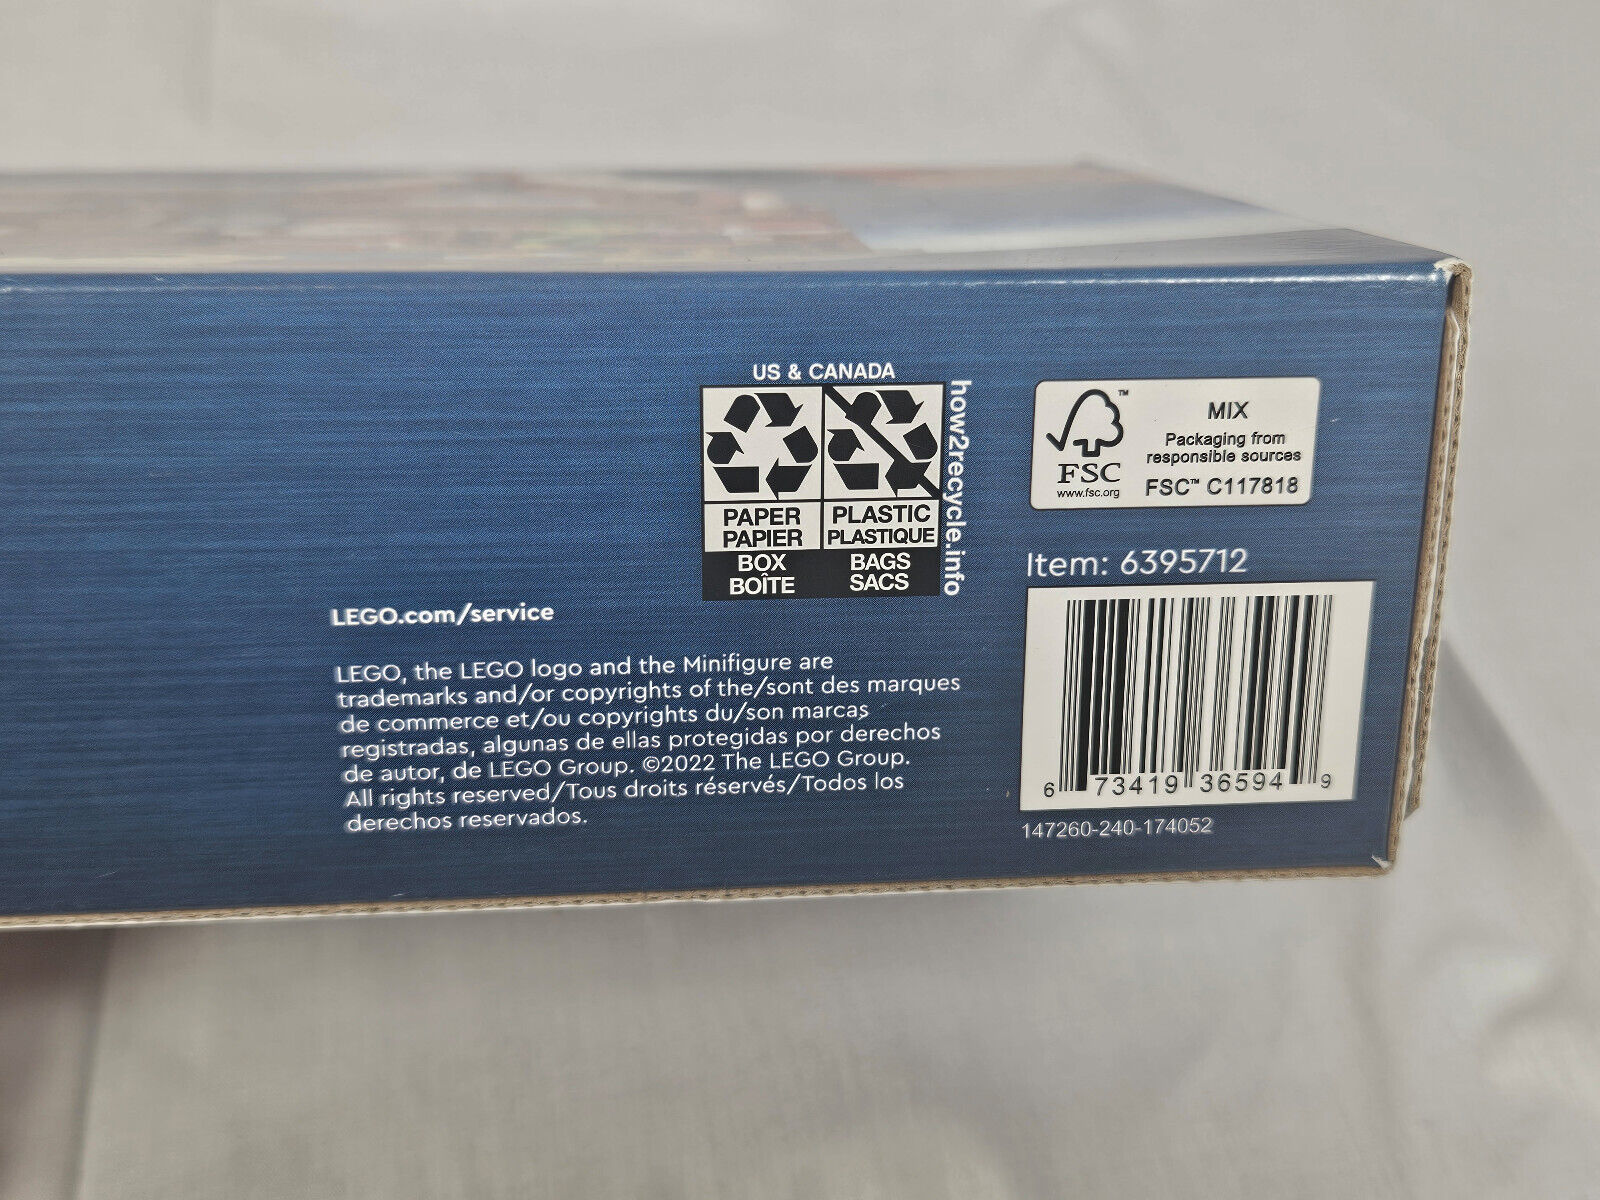 US & CANADA
PAPER
PAPIER
BOX
BOÎTE
PLASTIC
PLASTIQUE
BAGS
SACS
how2recycle.info
FSC™
www.fsc.org
MIX
Packaging from
responsible sources
FSC™ C117818
Item: 6395712
6 73419 36594 9
147260-240-174052
LEGO.com/service
LEGO, the LEGO logo and the Minifigure are
trademarks and/or copyrights of the/sont des marques
de commerce et/ou copyrights du/son marcas
registradas, algunas de ellas protegidas por derechos
de autor, de LEGO Group. ©2022 The LEGO Group.
All rights reserved/Tous droits réservés/Todos los
derechos reservados.